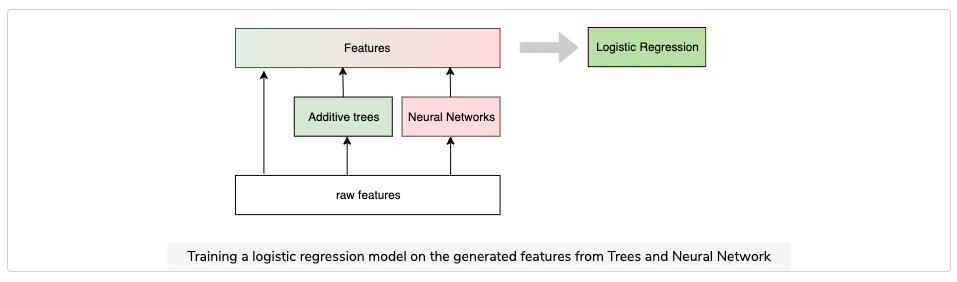 Features
Logistic Regression
Additive trees
Neural Networks
raw features
Training a logistic regression model on the generated features from Trees and Neural Network